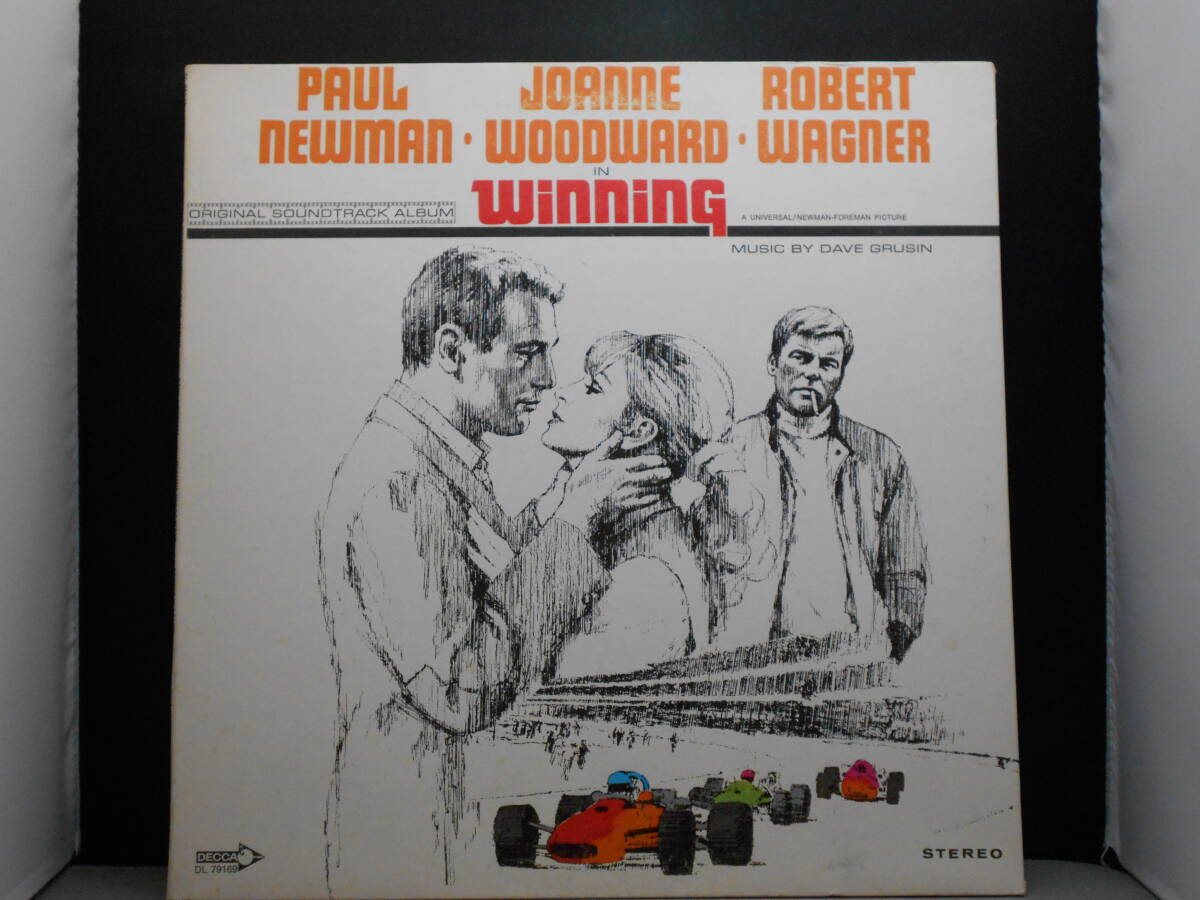 PAUL JOANNE ROBERT
NEWMAN · WOODWARD · WAGNER
IN
WINNING
ORIGINAL SOUNDTRACK ALBUM
A UNIVERSAL/NEWMAN-FOREMAN PICTURE
MUSIC BY DAVE GRUSIN
DECCA
DL 79169
STEREO